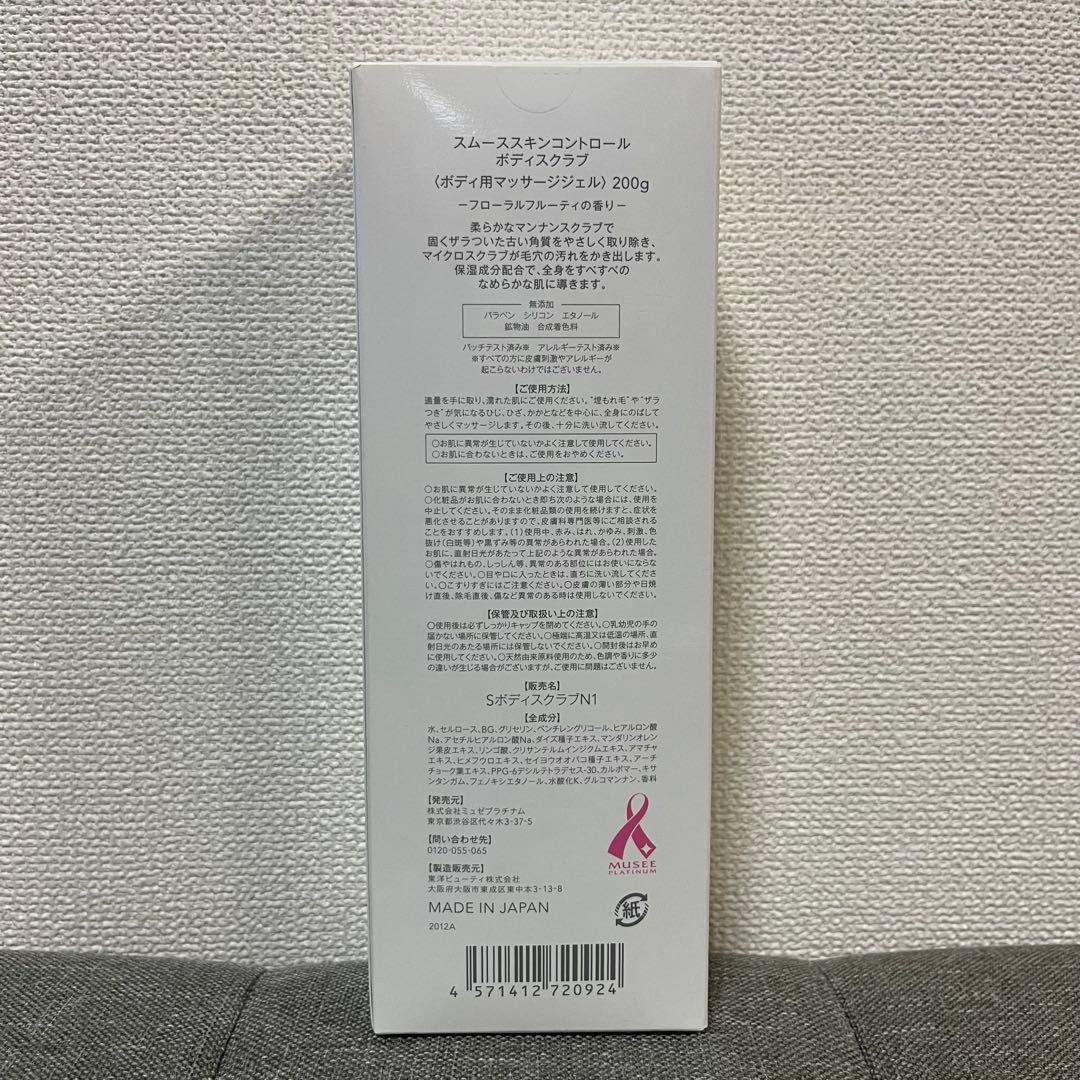 スムーススキンコントロール
ボディスクラブ
〈ボディ用マッサージジェル〉200g
－フローラルフルーティの香り－
柔らかなマンナンスクラブで
固くザラついた古い角質をやさしく取り除き、
マイクロスクラブが毛穴の汚れをかき出します。
保湿成分配合で、全身をすべすべの
なめらかな肌に導きます。
無添加
パラベン シリコン エタノール
鉱物油 合成着色料
パッチテスト済み※ アレルギーテスト済み※
※すべての方に皮膚刺激やアレルギーが
起こらないわけではございません。
【ご使用方法】
適量を手に取り、濡れた肌にご使用ください。“埋もれ毛”や“ザラ
つき”が気になるひじ、ひざ、かかとなどを中心に、全身にのばして
やさしくマッサージします。その後、十分に洗い流してください。
○お肌に異常が生じていないかよく注意して使用してください。
○お肌に合わないときは、ご使用をおやめください。
【ご使用上の注意】
○お肌に異常が生じていないかよく注意して使用してください。
○化粧品がお肌に合わないとき即ち次のような場合には、使用を
中止してください。そのまま化粧品類の使用を続けますと、症状を
悪化させることがありますので、皮膚科専門医等にご相談される
ことをおすすめします。(1)使用中、赤み、はれ、かゆみ、刺激、色
抜け(白斑等)や黒ずみ等の異常があらわれた場合。(2)使用した
お肌に、直射日光があたって上記のような異常があらわれた場合。
○傷やはれもの、しっしん等、異常のある部位にはお使いにならな
いでください。○目や口に入ったときは、直ちに洗い流してくださ
い。○こすりすぎにはご注意ください。○皮膚の薄い部分や日焼
け直後、除毛直後、傷など異常のある時は使用しないでください。
【保管及び取扱い上の注意】
○使用後は必ずしっかりキャップを閉めてください。○乳幼児の手の
届かない場所に保管してください。○極端に高温又は低温の場所、直
射日光のあたる場所には保管しないでください。○開封後はお早め
に使用してください。○天然由来原料使用のため、色調や香りに多少
の違いが生じる場合がございますが、ご使用に問題はございません。
【販売名】
SボディスクラブN1
【全成分】
水、セルロース、BG、グリセリン、ペンチレングリコール、ヒアルロン酸
Na、アセチルヒアルロン酸Na、ダイズ種子エキス、マンダリンオレン
ジ果皮エキス、リンゴ酸、クリサンテルムインジクムエキス、アマチャ
エキス、ヒメフウロエキス、セイヨウオオバコ種子エキス、アーチ
チョーク葉エキス、PPG-6デシルテトラデセス-30、カルボマー、キサ
ンタンガム、フェノキシエタノール、水酸化K、グルコマンナン、香料
【発売元】
株式会社ミュゼプラチナム
東京都渋谷区代々木3-37-5
【問い合わせ先】
0120-055-065
【製造販売元】
東洋ビューティ株式会社
大阪府大阪市東成区東中本3-13-8
MADE IN JAPAN
2012A
MUSEE
PLATINUM
紙
4 571412 720924